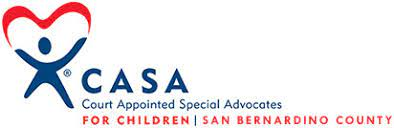 ® CASA
Court Appointed Special Advocates
FOR CHILDREN | SAN BERNARDINO COUNTY